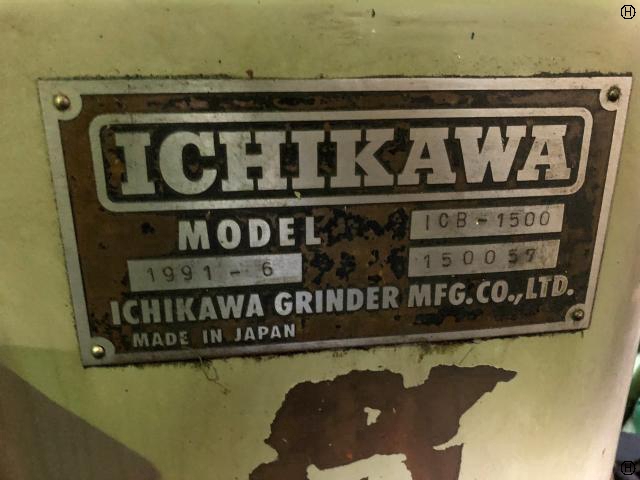 ICHIKAWA
MODEL ICB-1500
1991-6 150057
ICHIKAWA GRINDER MFG.CO.,LTD.
MADE IN JAPAN
H
H